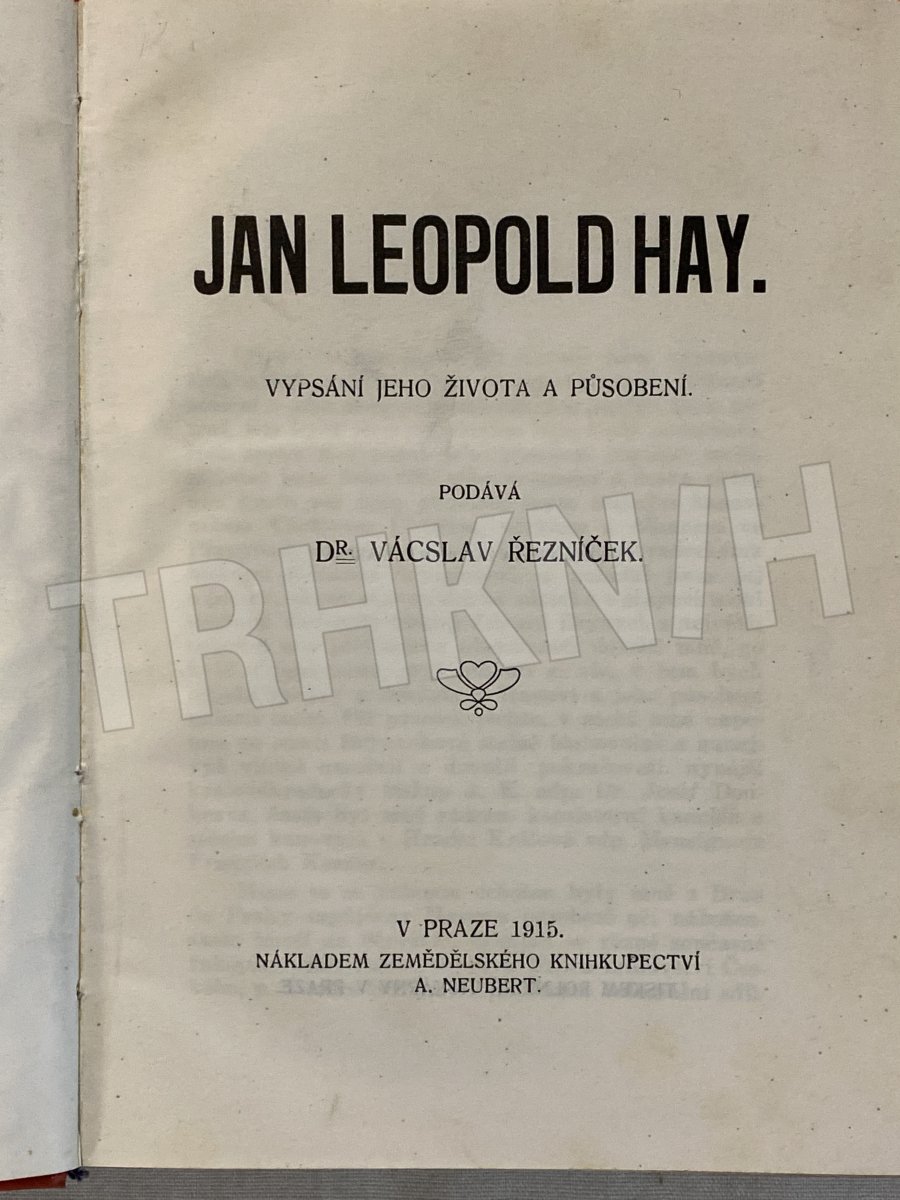 JAN LEOPOLD HAY.
VYPSÁNÍ JEHO ŽIVOTA A PŮSOBENÍ.
PODÁVÁ
DR. VÁCSLAV ŘEZNÍČEK.
TRHKNIH
V PRAZE 1915.
NÁKLADEM ZEMĚDĚLSKÉHO KNIHKUPECTVÍ
A. NEUBERT.